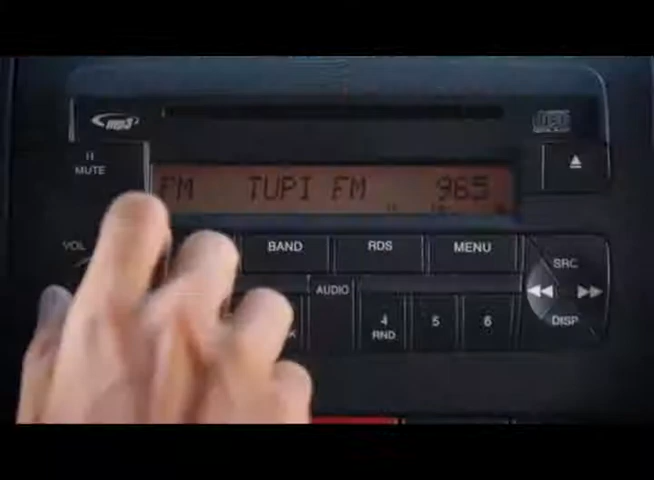 mp3
MUTE
FM TUPI FM 965
VOL
BAND RDS MENU
SRC
AUDIO
4 5 6
RND
DISP